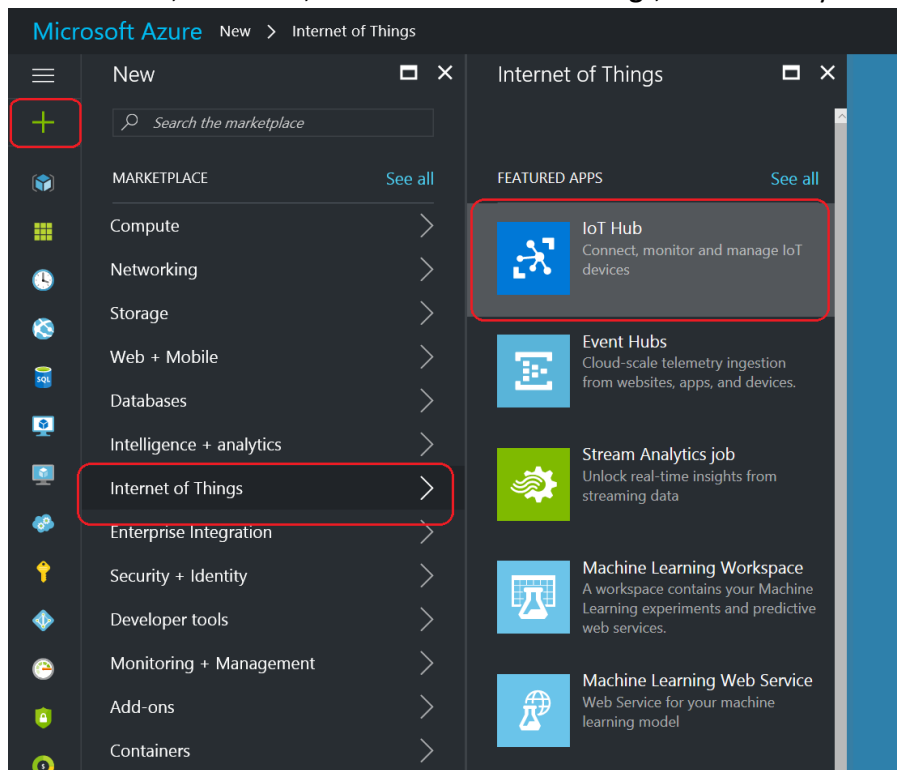 Microsoft Azure New > Internet of Things
New
Search the marketplace
MARKETPLACE See all
Compute
Networking
Storage
Web + Mobile
Databases
Intelligence + analytics
Internet of Things
Enterprise Integration
Security + Identity
Developer tools
Monitoring + Management
Add-ons
Containers
SQL
Internet of Things
FEATURED APPS See all
IoT Hub
Connect, monitor and manage IoT
devices
Event Hubs
Cloud-scale telemetry ingestion
from websites, apps, and devices.
Stream Analytics job
Unlock real-time insights from
streaming data
Machine Learning Workspace
A workspace contains your Machine
Learning experiments and predictive
web services.
Machine Learning Web Service
Web Service for your machine
learning model